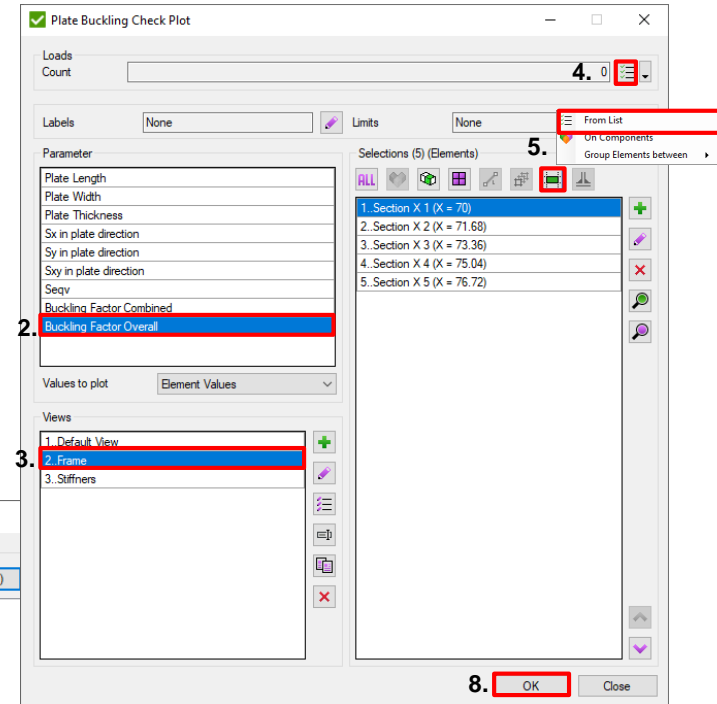 Plate Buckling Check Plot
Loads
Count
0
4.
Labels
None
Limits
None
From List
On Components
Group Elements between
5.
Parameter
Plate Length
Plate Width
Plate Thickness
Sx in plate direction
Sy in plate direction
Sxy in plate direction
Seqv
Buckling Factor Combined
2.
Buckling Factor Overall
Values to plot
Element Values
Views
1..Default View
3.
2..Frame
3..Stiffners
Selections (5) (Elements)
ALL
1..Section X 1 (X = 70)
2..Section X 2 (X = 71.68)
3..Section X 3 (X = 73.36)
4..Section X 4 (X = 75.04)
5..Section X 5 (X = 76.72)
)
8.
OK
Close